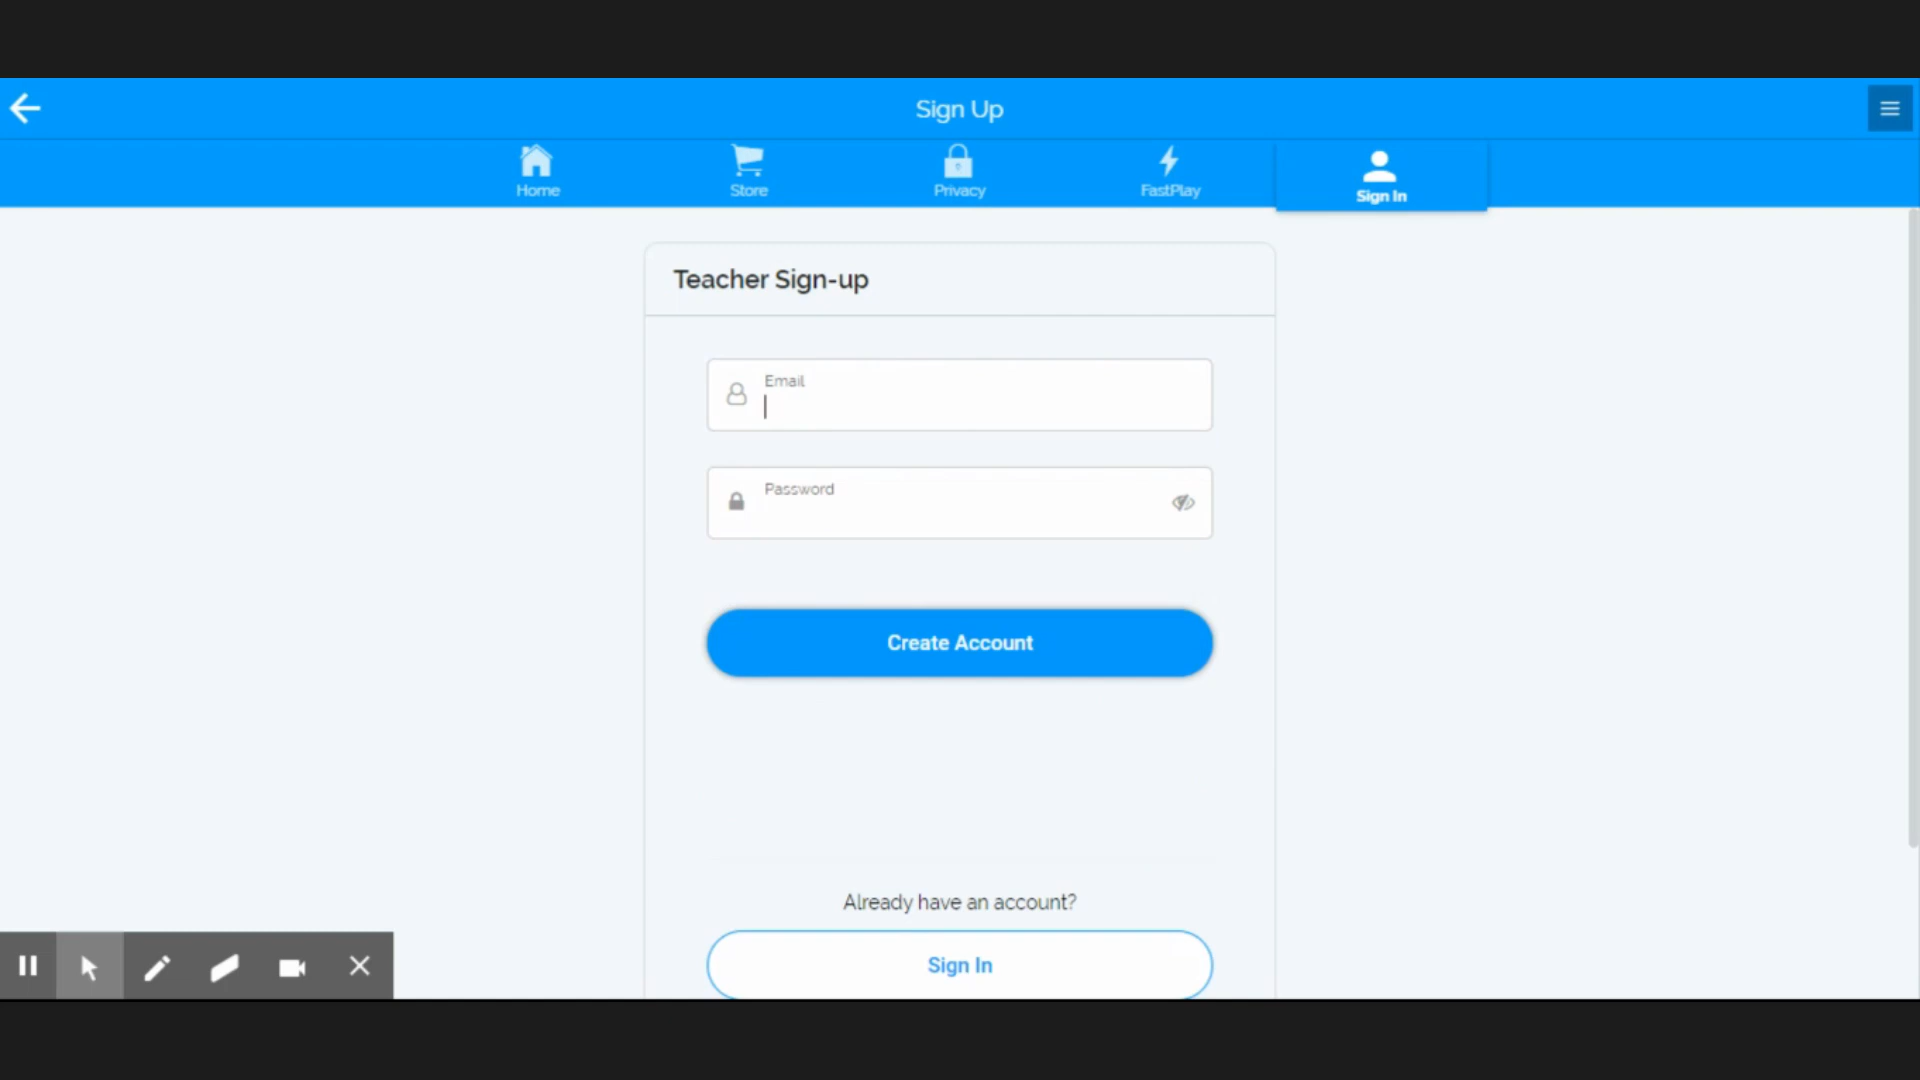 Sign Up
Home
Store
Privacy
FastPlay
Sign In
Teacher Sign-up
Email
Password
Create Account
Already have an account?
Sign In